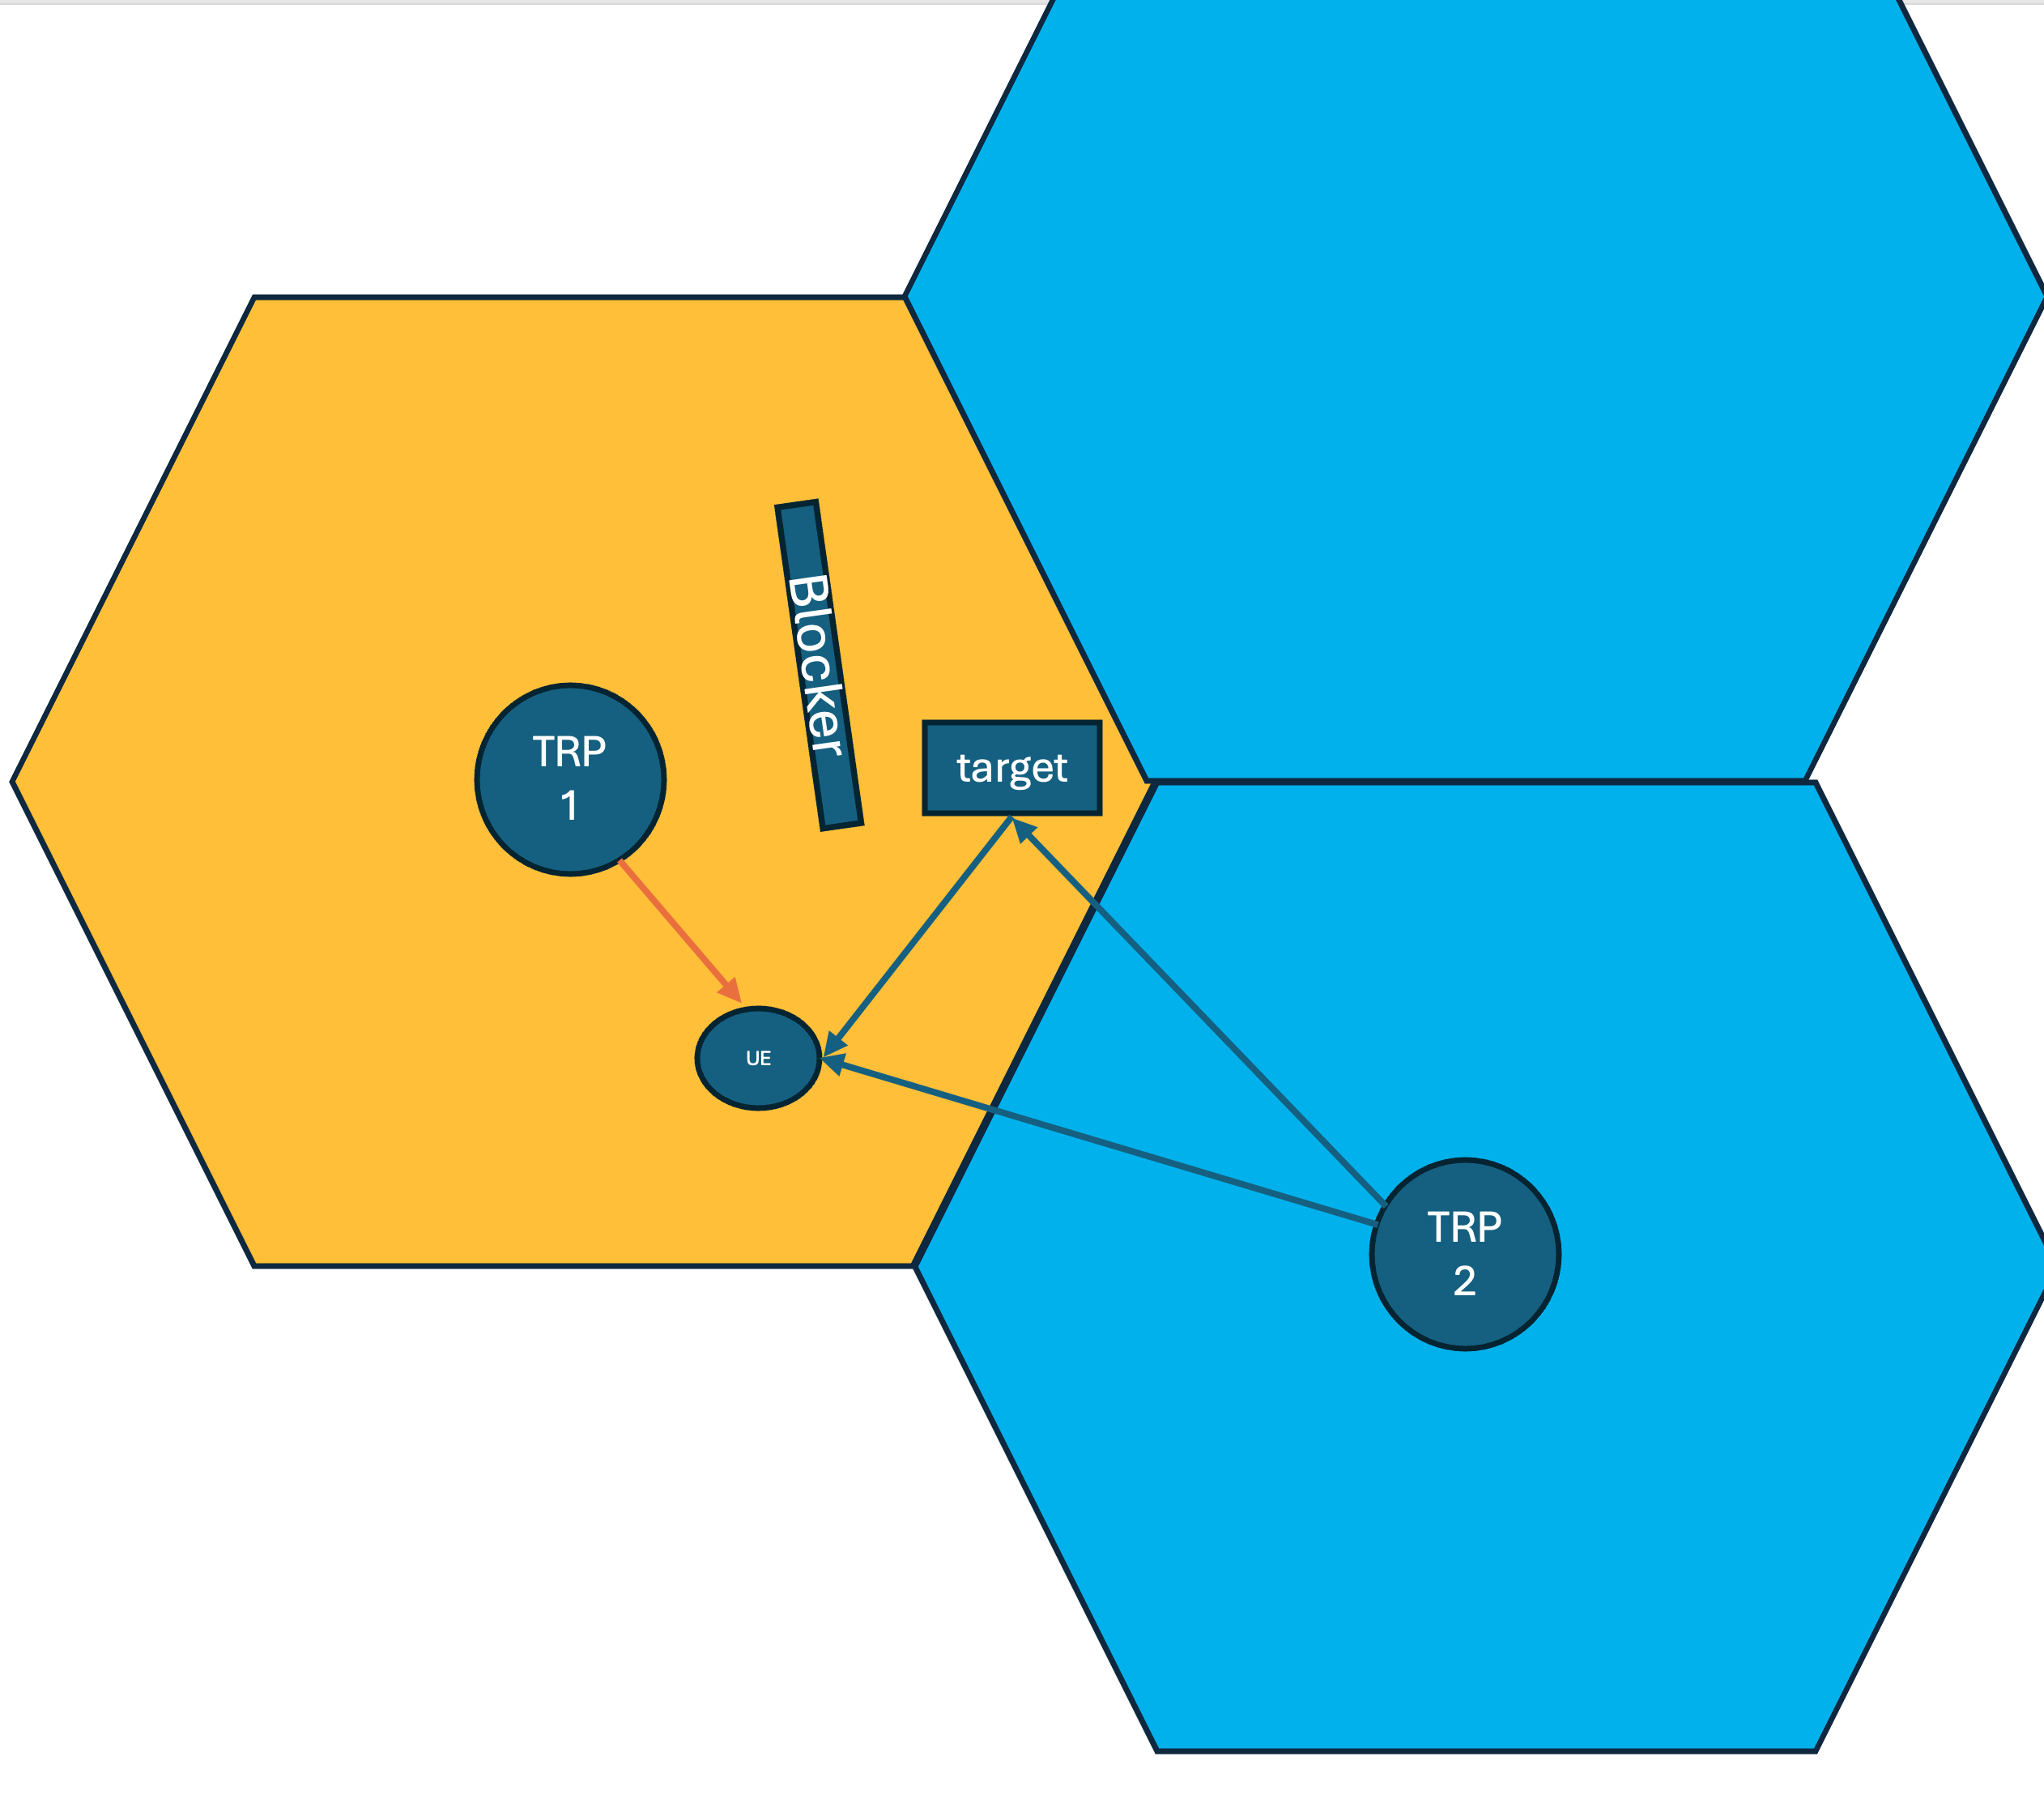 Blocker
TRP
1
target
UE
TRP
2